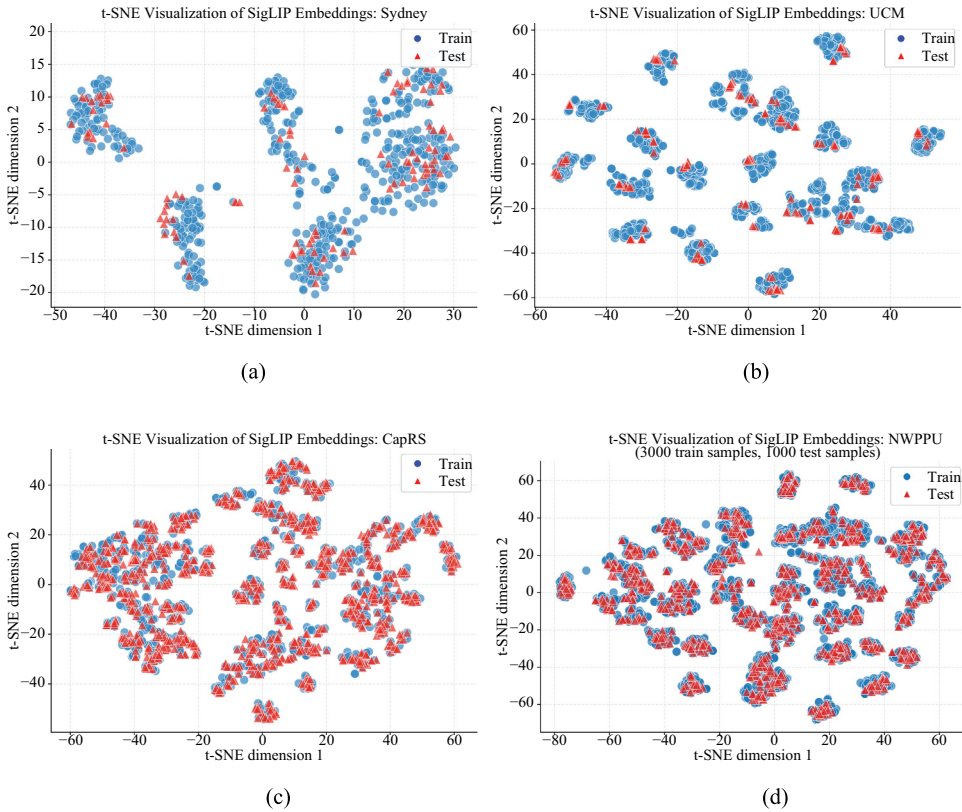 t-SNE Visualization of SigLIP Embeddings: Sydney
20
15
10
5
0
−5
−10
−15
−20
t-SNE dimension 2
Train
Test
−50 −40 −30 −20 −10 0 10 20 30
t-SNE dimension 1
(a)
t-SNE Visualization of SigLIP Embeddings: UCM
60
40
20
0
−20
−40
−60
t-SNE dimension 2
Train
Test
−60 −40 −20 0 20 40
t-SNE dimension 1
(b)
t-SNE Visualization of SigLIP Embeddings: CapRS
40
20
0
−20
−40
t-SNE dimension 2
Train
Test
−60 −40 −20 0 20 40 60
t-SNE dimension 1
(c)
t-SNE Visualization of SigLIP Embeddings: NWPPU
(3000 train samples, 1000 test samples)
60
40
20
0
−20
−40
−60
t-SNE dimension 2
Train
Test
−80 −60 −40 −20 0 20 40 60
t-SNE dimension 1
(d)